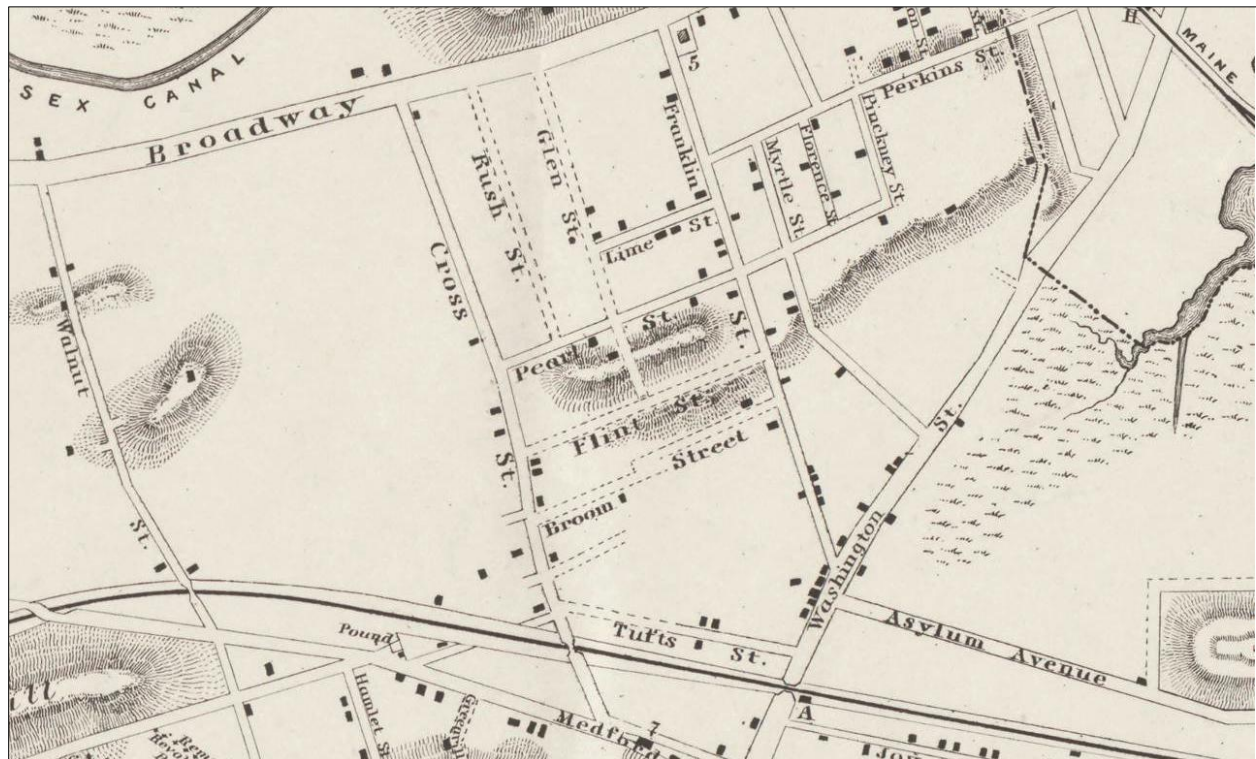 SEX CANAL
Broadway
MAINE
H
5
Perkins St.
Franklin
St.
Pinckney St.
Florence St.
Myrtle St.
Rush St.
Glen St.
Lime St.
Cross St.
Walnut St.
Pearl St.
Flint St.
Broom Street
Washington St.
Asylum Avenue
Tufts St.
Pound
Hamlet St.
Medford
7
A
ill